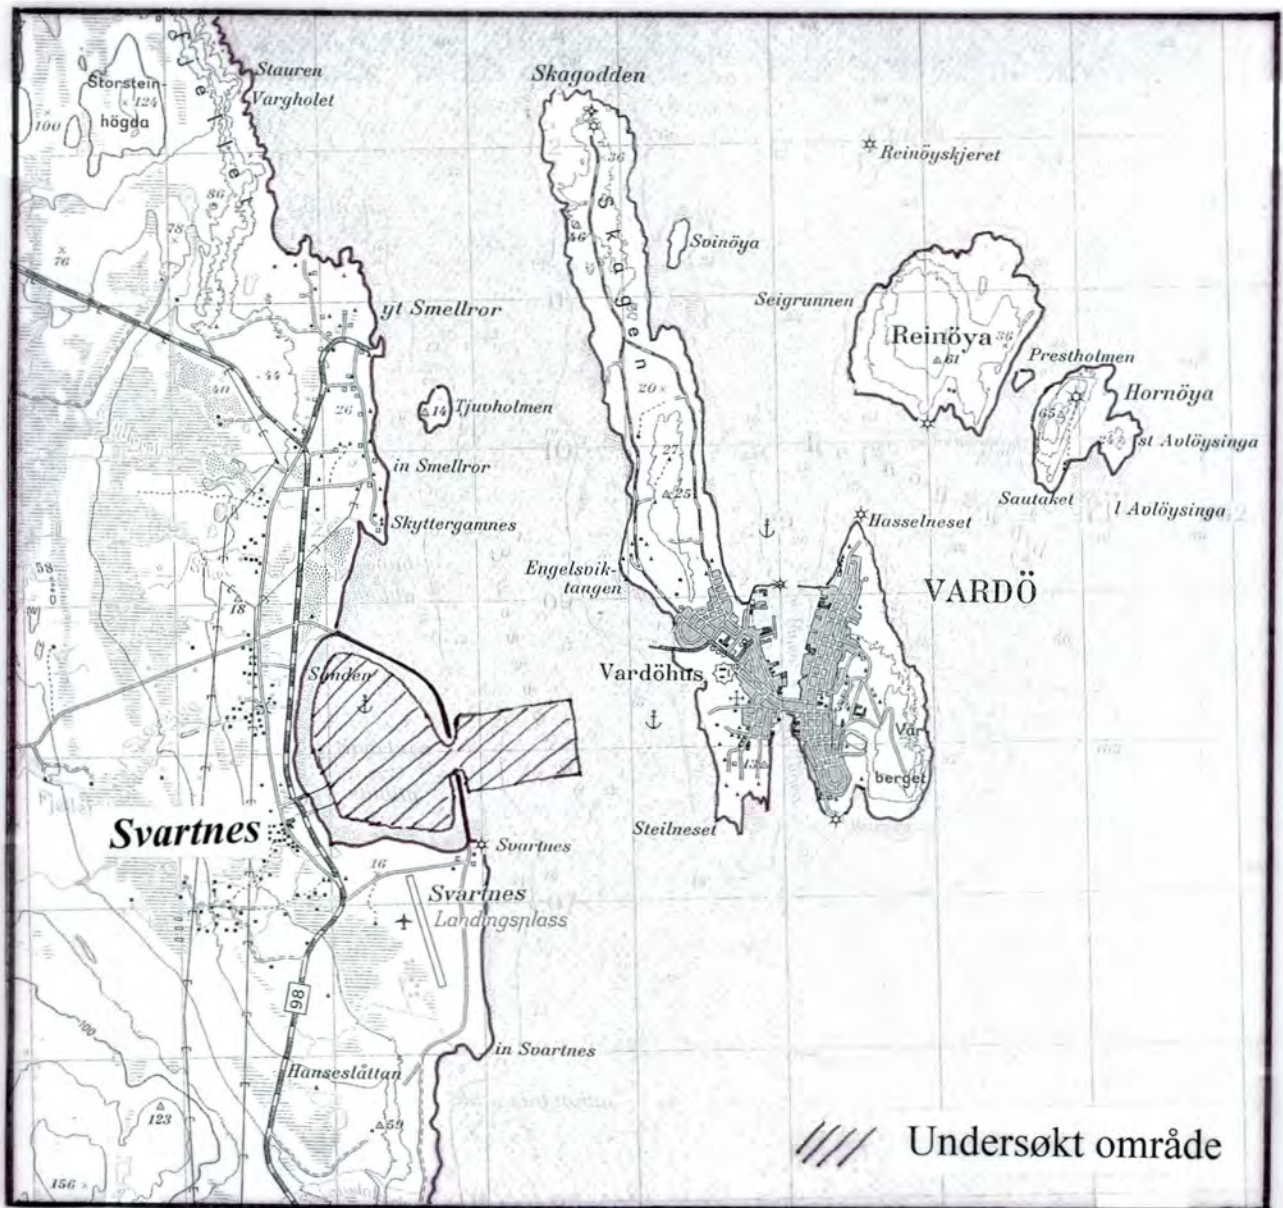 Skagodden
Stauren
Vargholet
Storstein-
124
högda
100
Fjellet
Reinöyskjeret
36
Skagen
46
86
78
76
Svinöya
Seigrunnen
yt Smellror
Reinöya
36
61
Prestholmen
Hornöya
65
40
44
26
20
14 Tjuvholmen
st Avlöysinga
27
in Smellror
25
Sautaket
l Avlöysinga
Skyttergamnes
Hasselneset
Engelsvik-
tangen
VARDÖ
58
18
Vardöhus
Sunden
Var
berget
13
Svartnes
Steilneset
Svartnes
16
Svartnes
Landingsplass
98
in Svartnes
Hanseslåttan
100
123
59
156
Undersøkt område